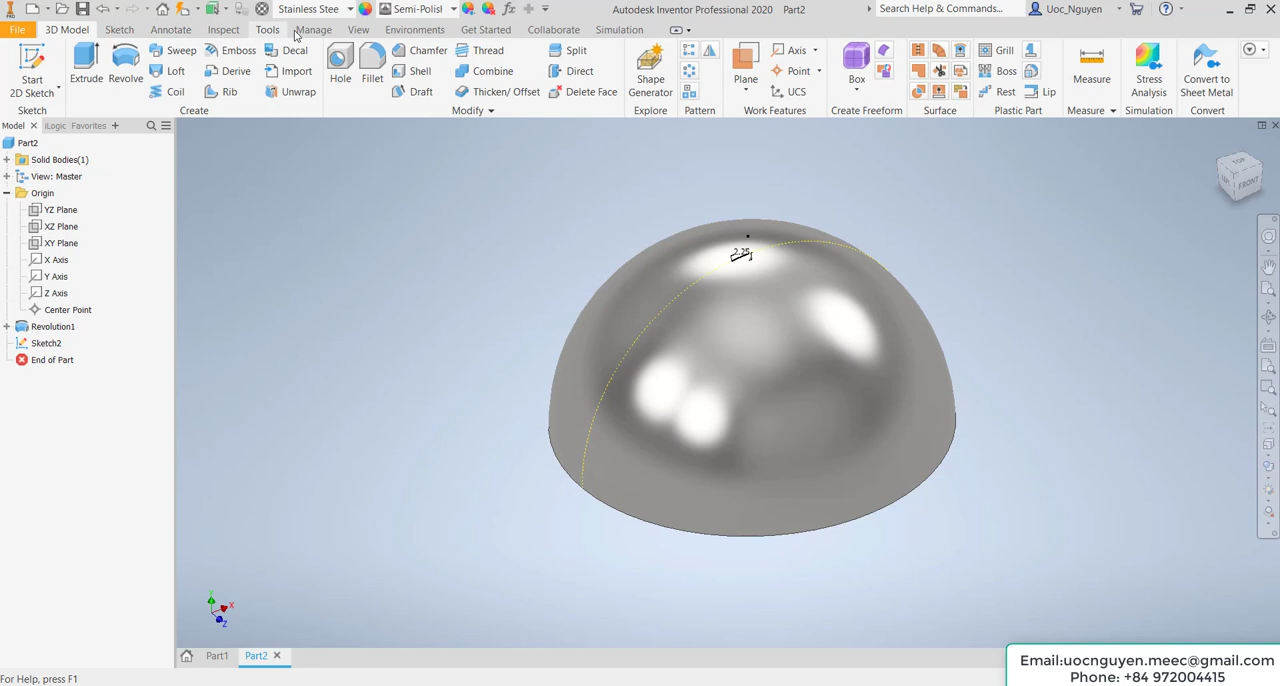 Stainless Stee
Semi-Polisl
Autodesk Inventor Professional 2020 Part2
Search Help & Commands...
Uoc_Nguyen
File
3D Model
Sketch
Annotate
Inspect
Tools
Manage
View
Environments
Get Started
Collaborate
Simulation
Start
2D Sketch
Sketch
Extrude
Revolve
Sweep
Emboss
Decal
Loft
Derive
Import
Coil
Rib
Unwrap
Create
Hole
Fillet
Chamfer
Thread
Split
Shell
Combine
Direct
Draft
Thicken/ Offset
Delete Face
Modify
Shape
Generator
Explore
Pattern
Plane
Axis
Point
UCS
Work Features
Box
Create Freeform
Surface
Grill
Boss
Rest
Lip
Plastic Part
Measure
Measure
Stress
Analysis
Simulation
Convert to
Sheet Metal
Convert
Model
iLogic
Favorites
Part2
Solid Bodies(1)
View: Master
Origin
YZ Plane
XZ Plane
XY Plane
X Axis
Y Axis
Z Axis
Center Point
Revolution1
Sketch2
End of Part
2.25
TOP
FRONT
Y
X
Z
Part1
Part2
For Help, press F1
Email:uocnguyen.meec@gmail.com
Phone: +84 972004415